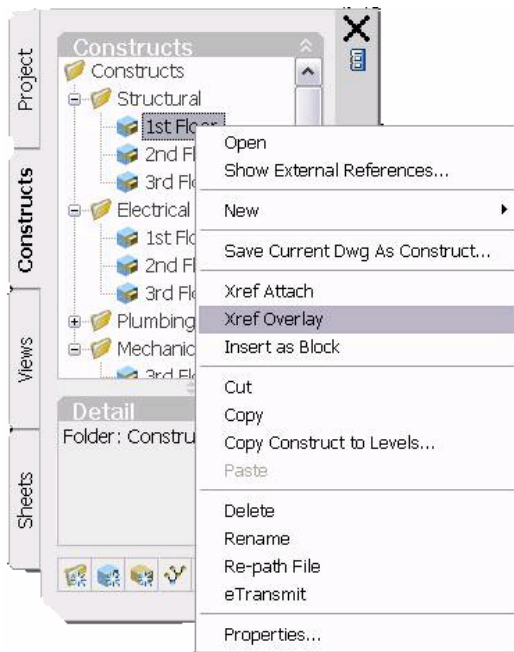 Project
Constructs
Views
Sheets
Constructs
Constructs
Structural
1st Floor
2nd Fl
3rd Flo
Electrical
1st Flo
2nd Fl
3rd Flo
Plumbing
Mechanic
3rd Flo
Detail
Folder: Constru
Open
Show External References...
New
Save Current Dwg As Construct...
Xref Attach
Xref Overlay
Insert as Block
Cut
Copy
Copy Construct to Levels...
Paste
Delete
Rename
Re-path File
eTransmit
Properties...